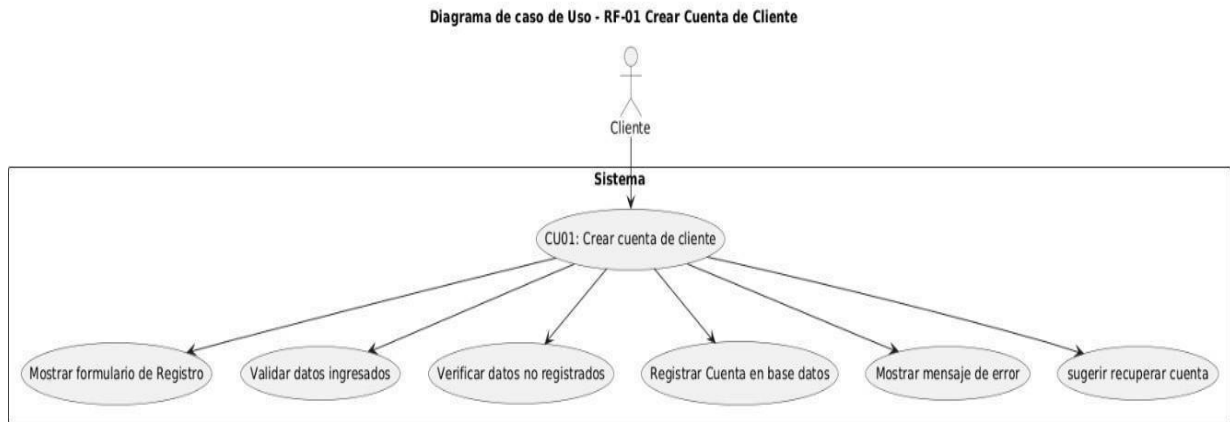 Diagrama de caso de Uso - RF-01 Crear Cuenta de Cliente
Cliente
Sistema
CU01: Crear cuenta de cliente
Mostrar formulario de Registro
Validar datos ingresados
Verificar datos no registrados
Registrar Cuenta en base datos
Mostrar mensaje de error
sugerir recuperar cuenta